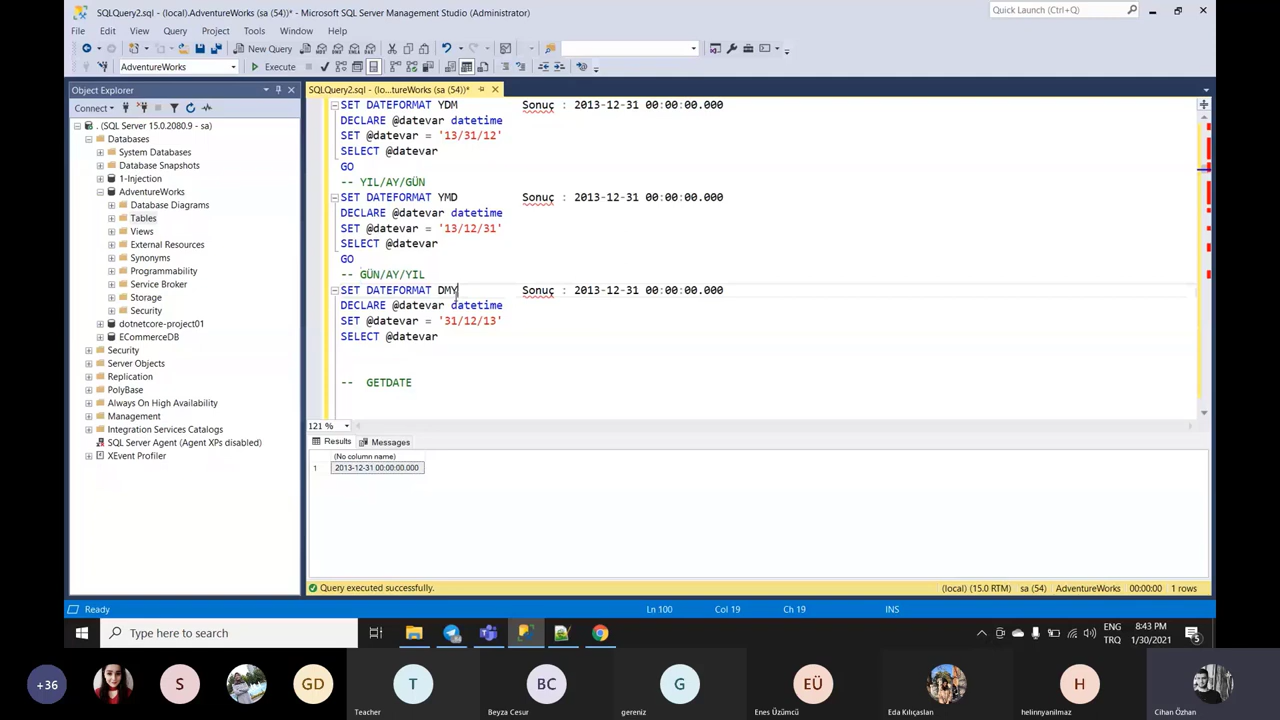 SQLQuery2.sql - (local).AdventureWorks (sa (54))* - Microsoft SQL Server Management Studio (Administrator)
Quick Launch (Ctrl+Q)
File Edit View Query Project Tools Window Help
New Query
AdventureWorks
Execute
Object Explorer
SQLQuery2.sql - (lo...tureWorks (sa (54))*
Connect
. (SQL Server 15.0.2080.9 - sa)
Databases
System Databases
Database Snapshots
1-Injection
AdventureWorks
Database Diagrams
Tables
Views
External Resources
Synonyms
Programmability
Service Broker
Storage
Security
dotnetcore-project01
ECommerceDB
Security
Server Objects
Replication
PolyBase
Always On High Availability
Management
Integration Services Catalogs
SQL Server Agent (Agent XPs disabled)
XEvent Profiler
SET DATEFORMAT YDM Sonuç : 2013-12-31 00:00:00.000
DECLARE @datevar datetime
SET @datevar = '13/31/12'
SELECT @datevar
GO
-- YIL/AY/GÜN
SET DATEFORMAT YMD Sonuç : 2013-12-31 00:00:00.000
DECLARE @datevar datetime
SET @datevar = '13/12/31'
SELECT @datevar
GO
-- GÜN/AY/YIL
SET DATEFORMAT DMY Sonuç : 2013-12-31 00:00:00.000
DECLARE @datevar datetime
SET @datevar = '31/12/13'
SELECT @datevar
-- GETDATE
121 %
Results Messages
(No column name)
1 2013-12-31 00:00:00.000
Query executed successfully. (local) (15.0 RTM) sa (54) AdventureWorks 00:00:00 1 rows
Ready Ln 100 Col 19 Ch 19 INS
Type here to search
ENG
TRQ
8:43 PM
1/30/2021
5
+36
S
GD
T
BC
G
EÜ
H
Teacher
Beyza Cesur
gereniz
Enes Üzümcü
Eda Kılıçaslan
helinnyanilmaz
Cihan Özhan